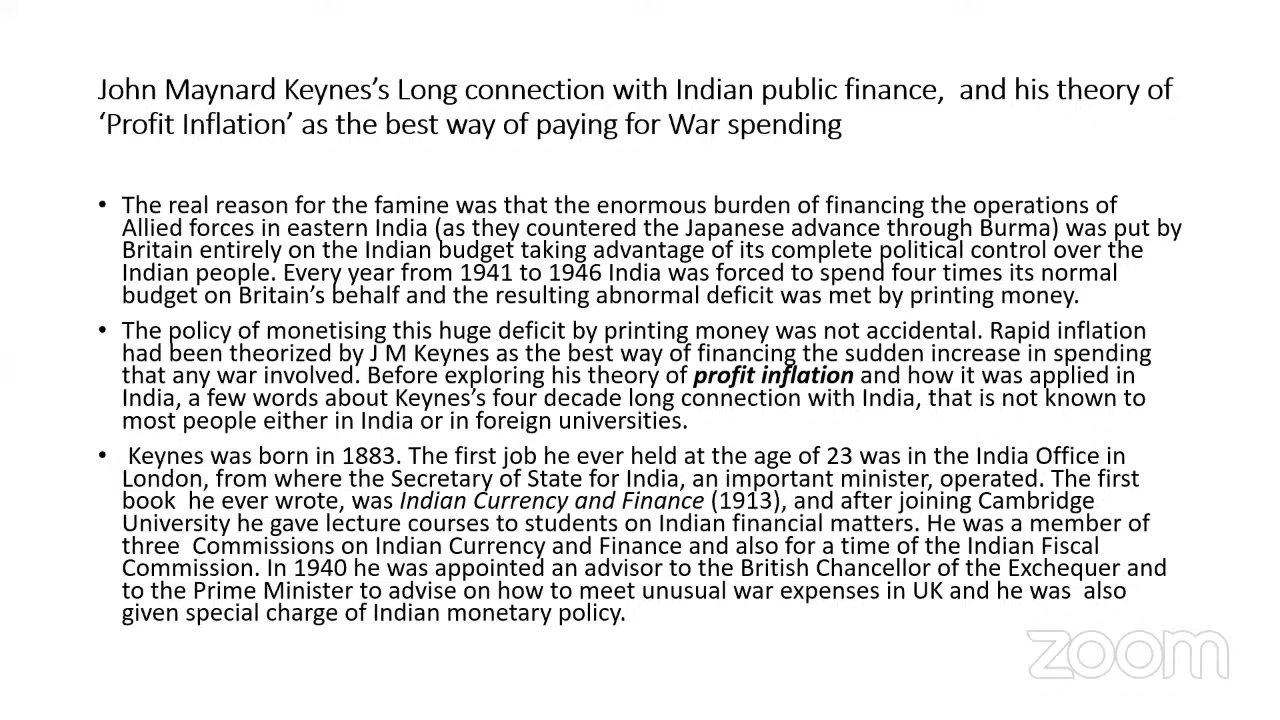 John Maynard Keynes’s Long connection with Indian public finance,  and his theory of
‘Profit Inflation’ as the best way of paying for War spending
• The real reason for the famine was that the enormous burden of financing the operations of
Allied forces in eastern India (as they countered the Japanese advance through Burma) was put by
Britain entirely on the Indian budget taking advantage of its complete political control over the
Indian people. Every year from 1941 to 1946 India was forced to spend four times its normal
budget on Britain’s behalf and the resulting abnormal deficit was met by printing money.
• The policy of monetising this huge deficit by printing money was not accidental. Rapid inflation
had been theorized by J M Keynes as the best way of financing the sudden increase in spending
that any war involved. Before exploring his theory of profit inflation and how it was applied in
India, a few words about Keynes’s four decade long connection with India, that is not known to
most people either in India or in foreign universities.
• Keynes was born in 1883. The first job he ever held at the age of 23 was in the India Office in
London, from where the Secretary of State for India, an important minister, operated. The first
book  he ever wrote, was Indian Currency and Finance (1913), and after joining Cambridge
University he gave lecture courses to students on Indian financial matters. He was a member of
three  Commissions on Indian Currency and Finance and also for a time of the Indian Fiscal
Commission. In 1940 he was appointed an advisor to the British Chancellor of the Exchequer and
to the Prime Minister to advise on how to meet unusual war expenses in UK and he was  also
given special charge of Indian monetary policy.
zoom